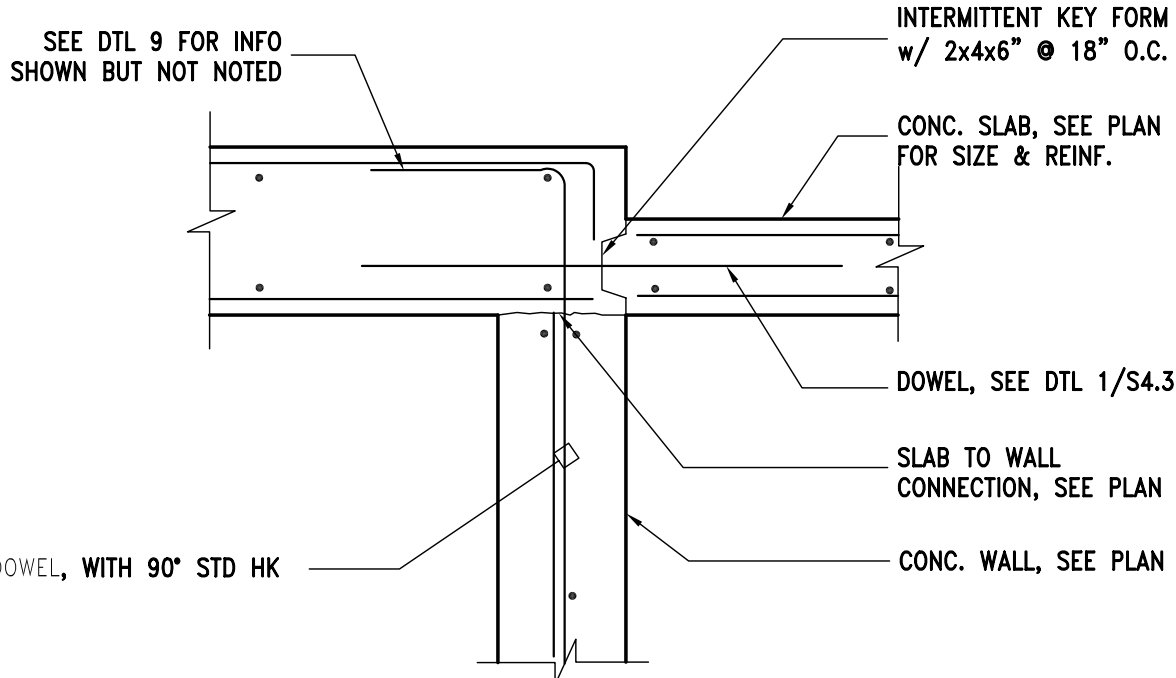 SEE DTL 9 FOR INFO
SHOWN BUT NOT NOTED
INTERMITTENT KEY FORM
w/ 2x4x6” @ 18” O.C.
CONC. SLAB, SEE PLAN
FOR SIZE & REINF.
DOWEL, SEE DTL 1/S4.3
SLAB TO WALL
CONNECTION, SEE PLAN
DOWEL, WITH 90° STD HK
CONC. WALL, SEE PLAN